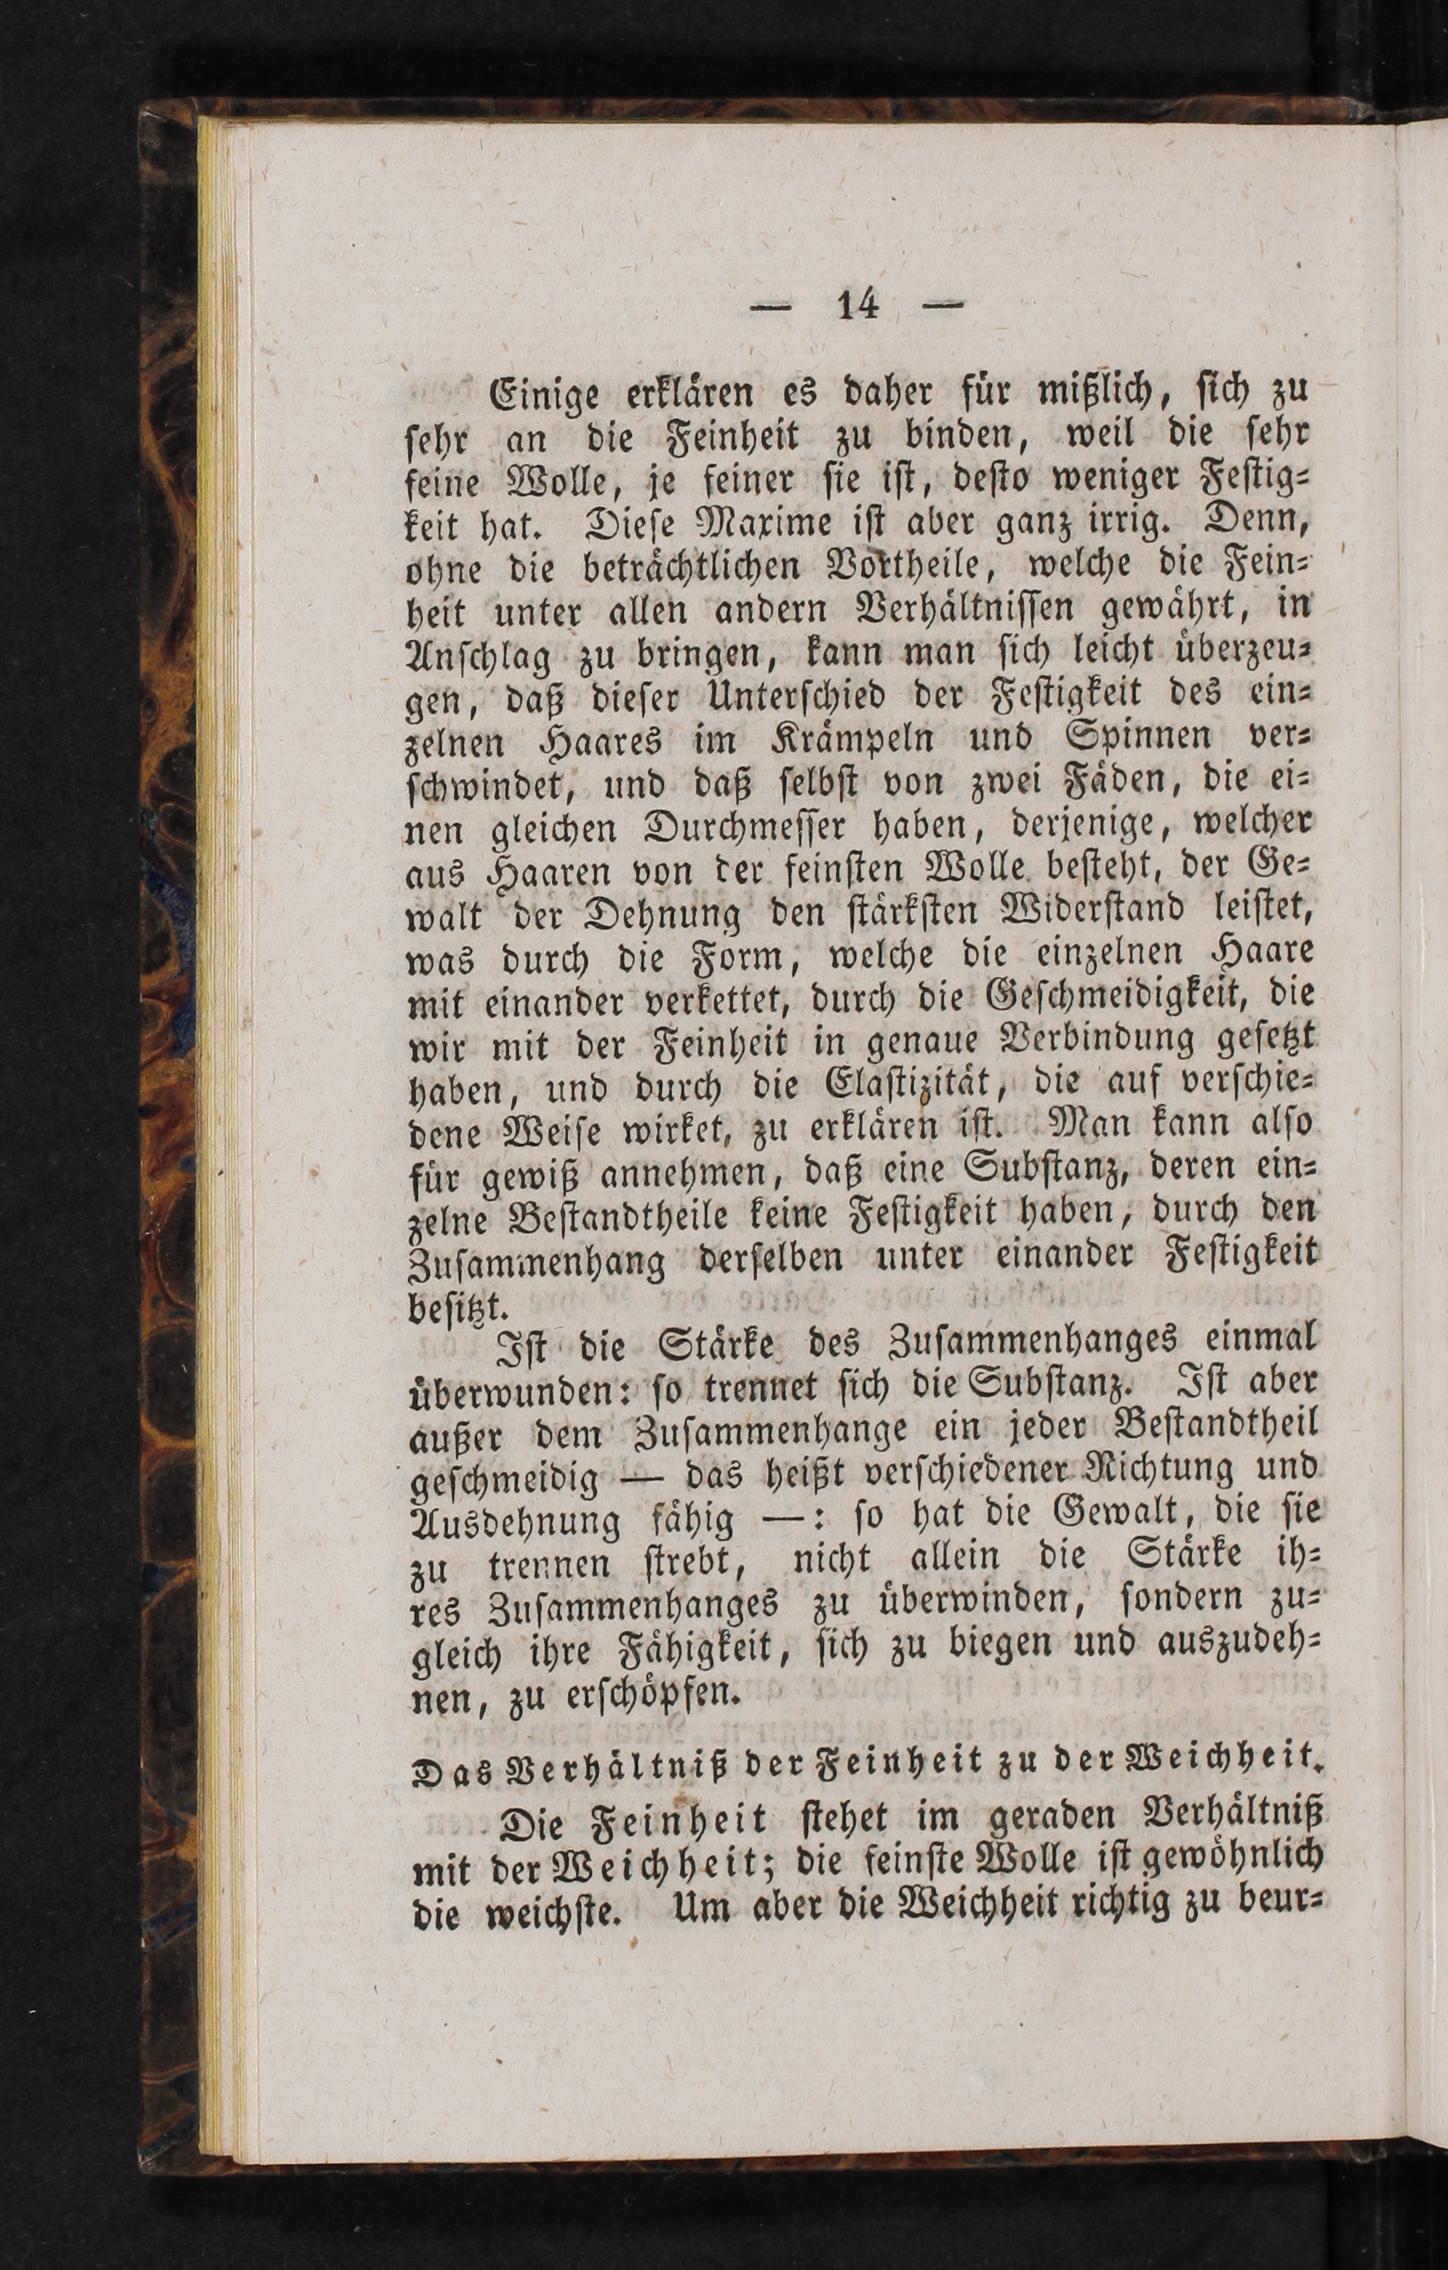 — 14 —
Einige erklären es daher für mißlich, sich zu
sehr an die Feinheit zu binden, weil die sehr
feine Wolle, je feiner sie ist, desto weniger Festig-
keit hat. Diese Maxime ist aber ganz irrig. Denn,
ohne die beträchtlichen Vortheile, welche die Fein-
heit unter allen andern Verhältnissen gewährt, in
Anschlag zu bringen, kann man sich leicht überzeu-
gen, daß dieser Unterschied der Festigkeit des ein-
zelnen Haares im Krämpeln und Spinnen ver-
schwindet, und daß selbst von zwei Fäden, die ei-
nen gleichen Durchmesser haben, derjenige, welcher
aus Haaren von der feinsten Wolle besteht, der Ge-
walt der Dehnung den stärksten Widerstand leistet,
was durch die Form, welche die einzelnen Haare
mit einander verkettet, durch die Geschmeidigkeit, die
wir mit der Feinheit in genaue Verbindung gesetzt
haben, und durch die Elastizität, die auf verschie-
dene Weise wirket, zu erklären ist. Man kann also
für gewiß annehmen, daß eine Substanz, deren ein-
zelne Bestandtheile keine Festigkeit haben, durch den
Zusammenhang derselben unter einander Festigkeit
besitzt.
Ist die Stärke des Zusammenhanges einmal
überwunden: so trennet sich die Substanz. Ist aber
außer dem Zusammenhange ein jeder Bestandtheil
geschmeidig — das heißt verschiedener Richtung und
Ausdehnung fähig —: so hat die Gewalt, die sie
zu trennen strebt, nicht allein die Stärke ih-
res Zusammenhanges zu überwinden, sondern zu-
gleich ihre Fähigkeit, sich zu biegen und auszudeh-
nen, zu erschöpfen.
Das Verhältniß der Feinheit zu der Weichheit.
Die Feinheit stehet im geraden Verhältniß
mit der Weichheit; die feinste Wolle ist gewöhnlich
die weichste. Um aber die Weichheit richtig zu beur-